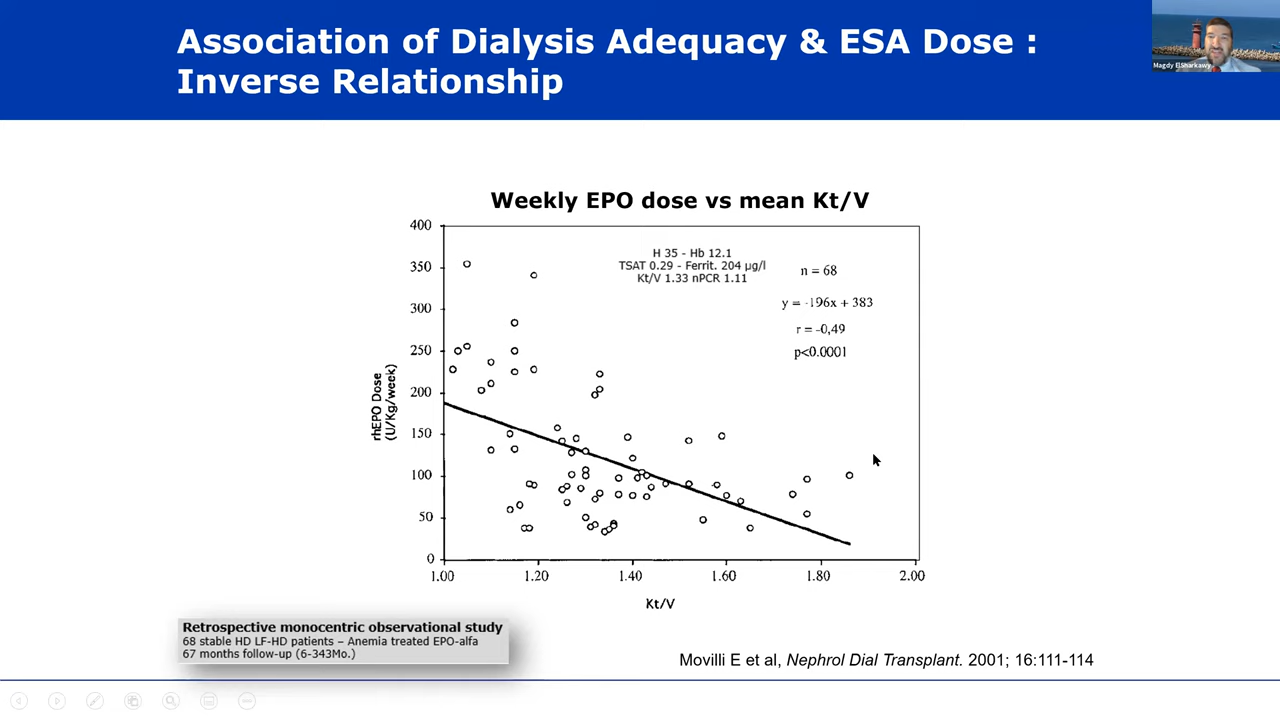 Association of Dialysis Adequacy & ESA Dose :
Inverse Relationship
Magdy ElSharkawy
Weekly EPO dose vs mean Kt/V
400
350
300
250
200
150
100
50
0
rhEPO Dose
(U/Kg/week)
H 35 - Hb 12.1
TSAT 0.29 - Ferrit. 204 µg/l
Kt/V 1.33 nPCR 1.11
n = 68
y = -196x + 383
r = -0,49
p<0.0001
1.00 1.20 1.40 1.60 1.80 2.00
Kt/V
Retrospective monocentric observational study
68 stable HD LF-HD patients – Anemia treated EPO-alfa
67 months follow-up (6-343Mo.)
Movilli E et al, Nephrol Dial Transplant. 2001; 16:111-114